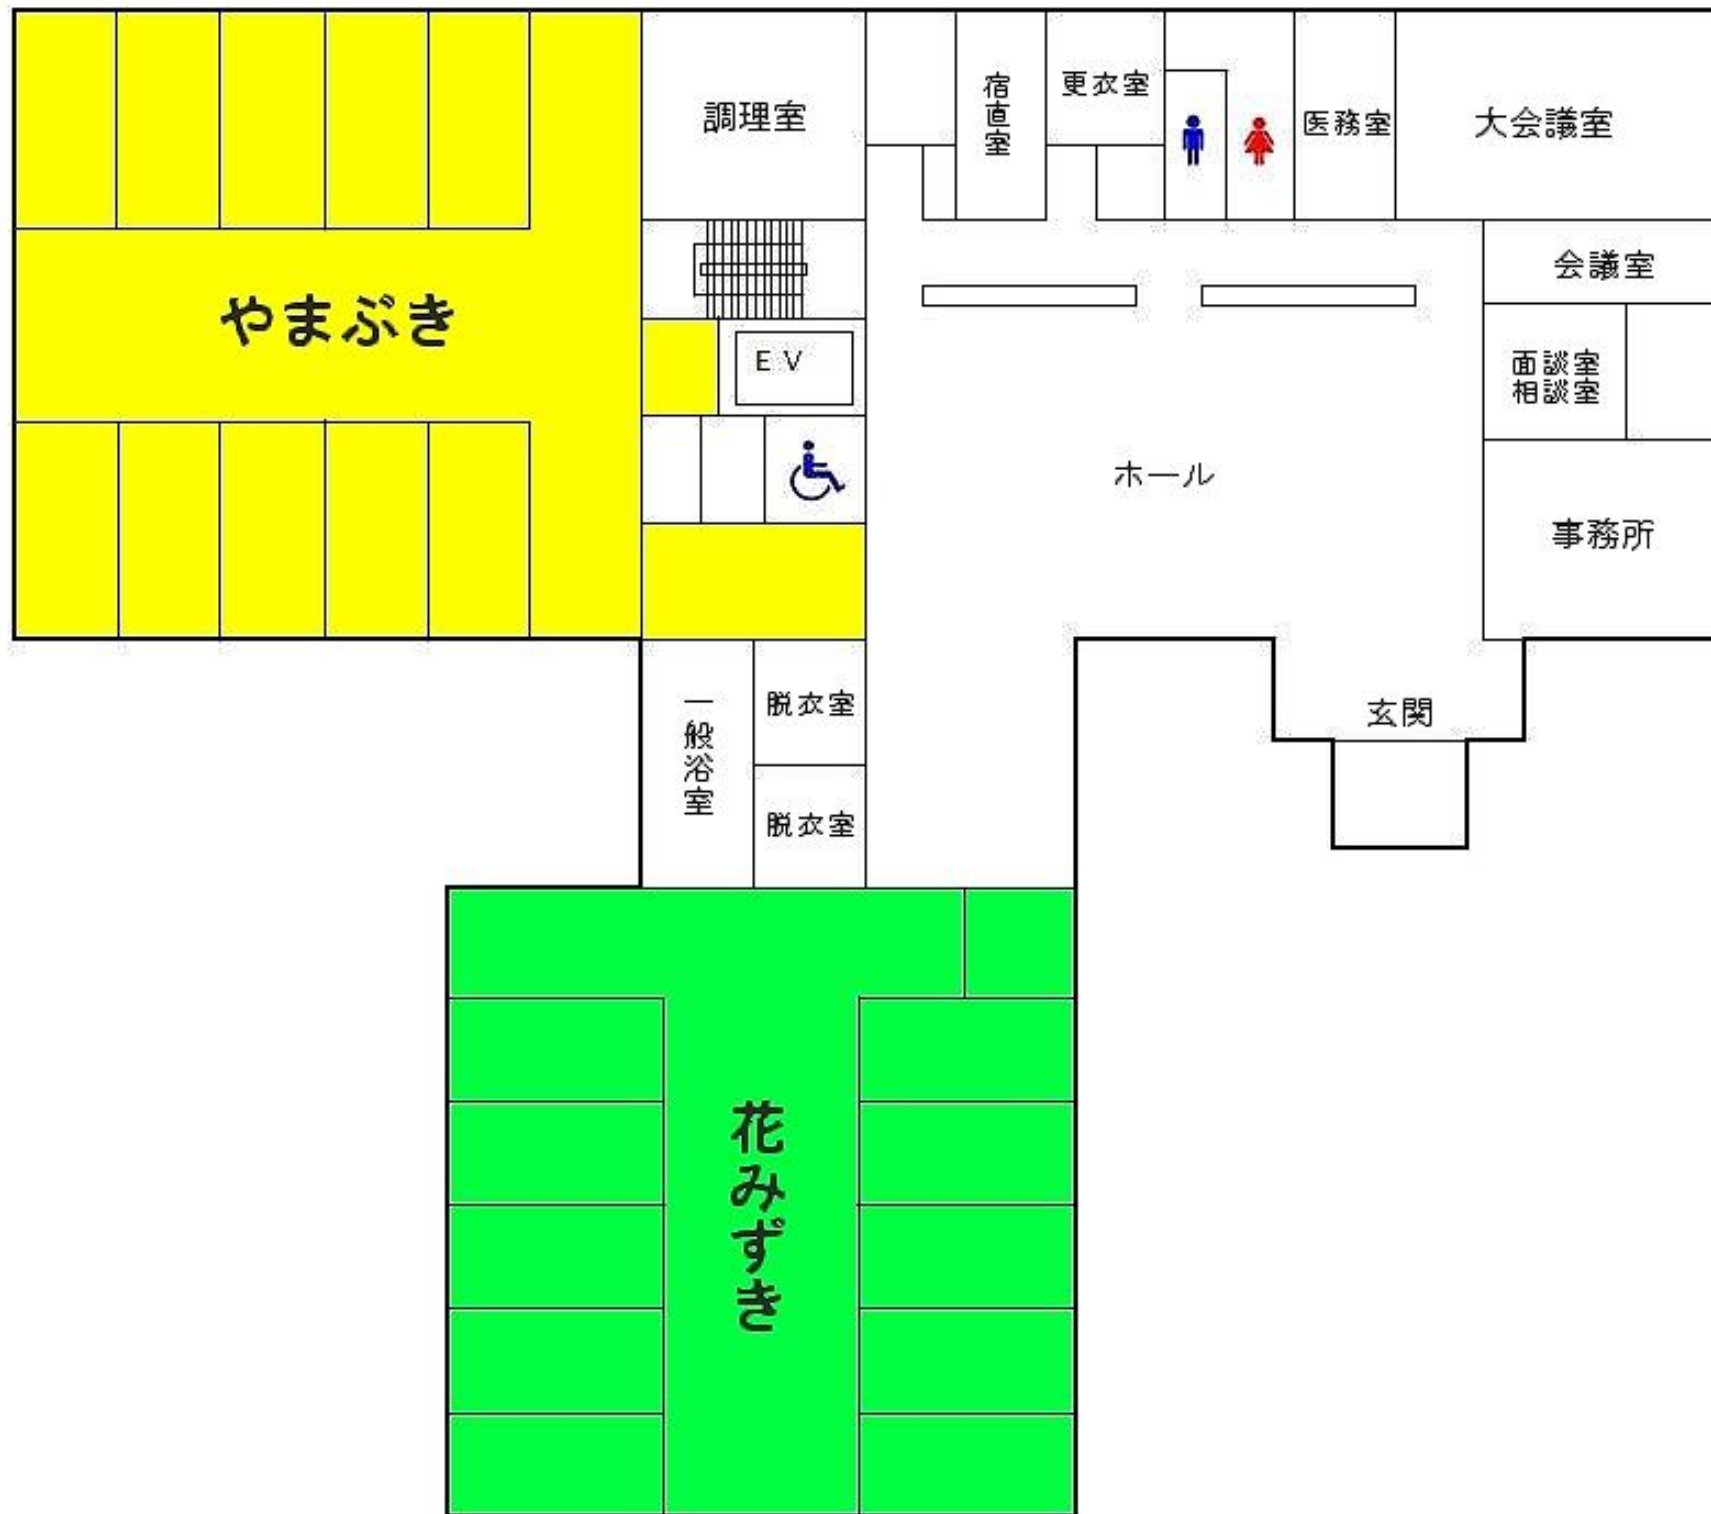 調理室
宿直室
更衣室
医務室
大会議室
会議室
やまぶき
EV
面談室
相談室
ホール
事務所
一般浴室
脱衣室
玄関
脱衣室
花みずき